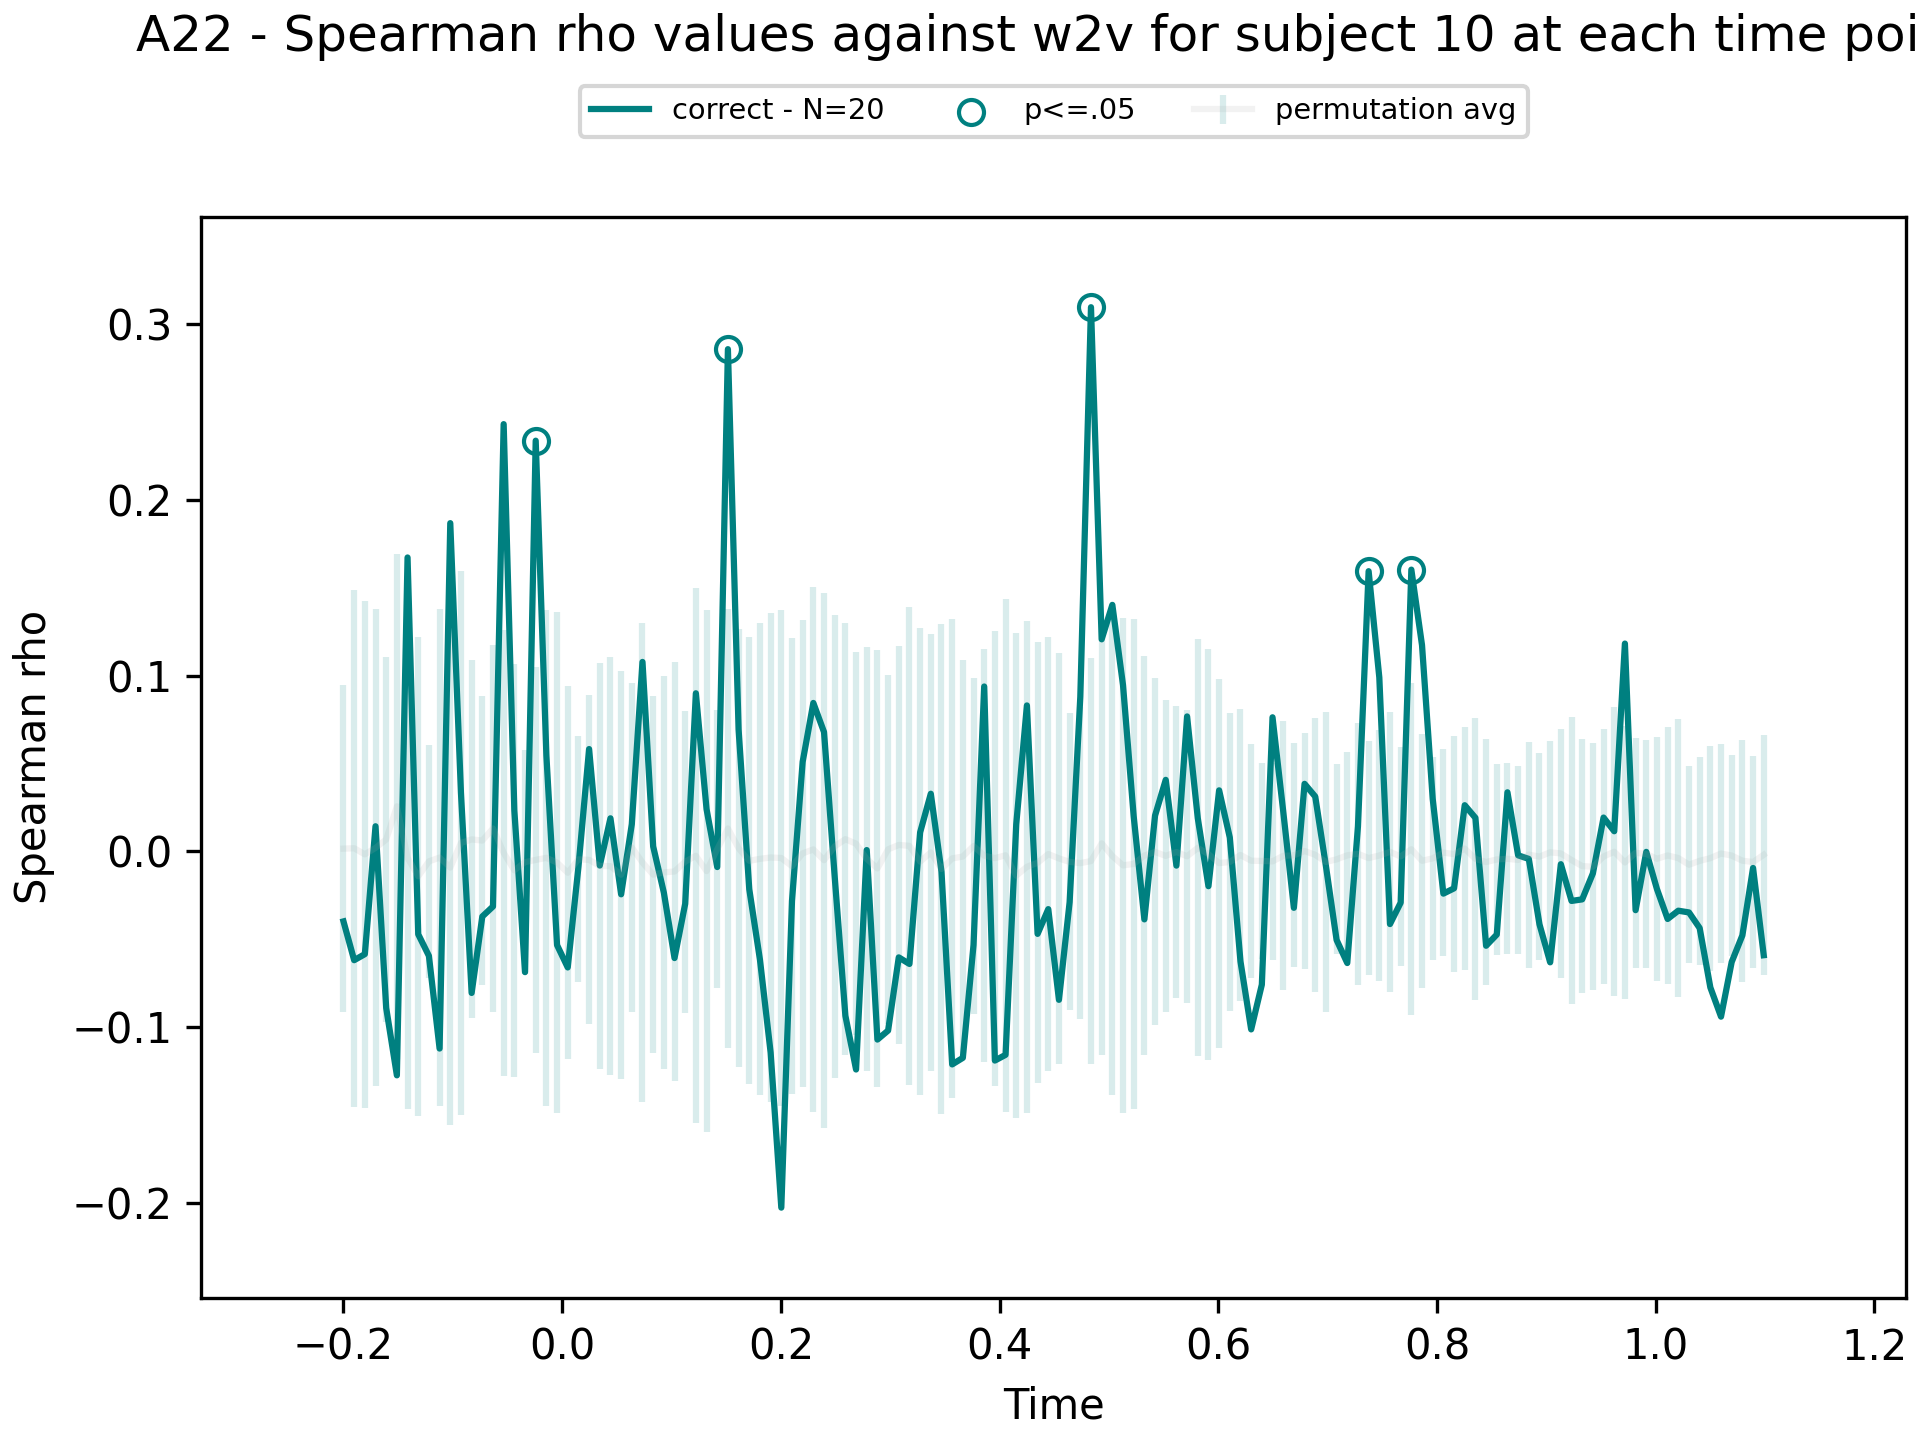 A22 - Spearman rho values against w2v for subject 10 at each time poi
correct - N=20 p<=.05 permutation avg
Spearman rho
0.3
0.2
0.1
0.0
−0.1
−0.2
−0.2 0.0 0.2 0.4 0.6 0.8 1.0 1.2
Time